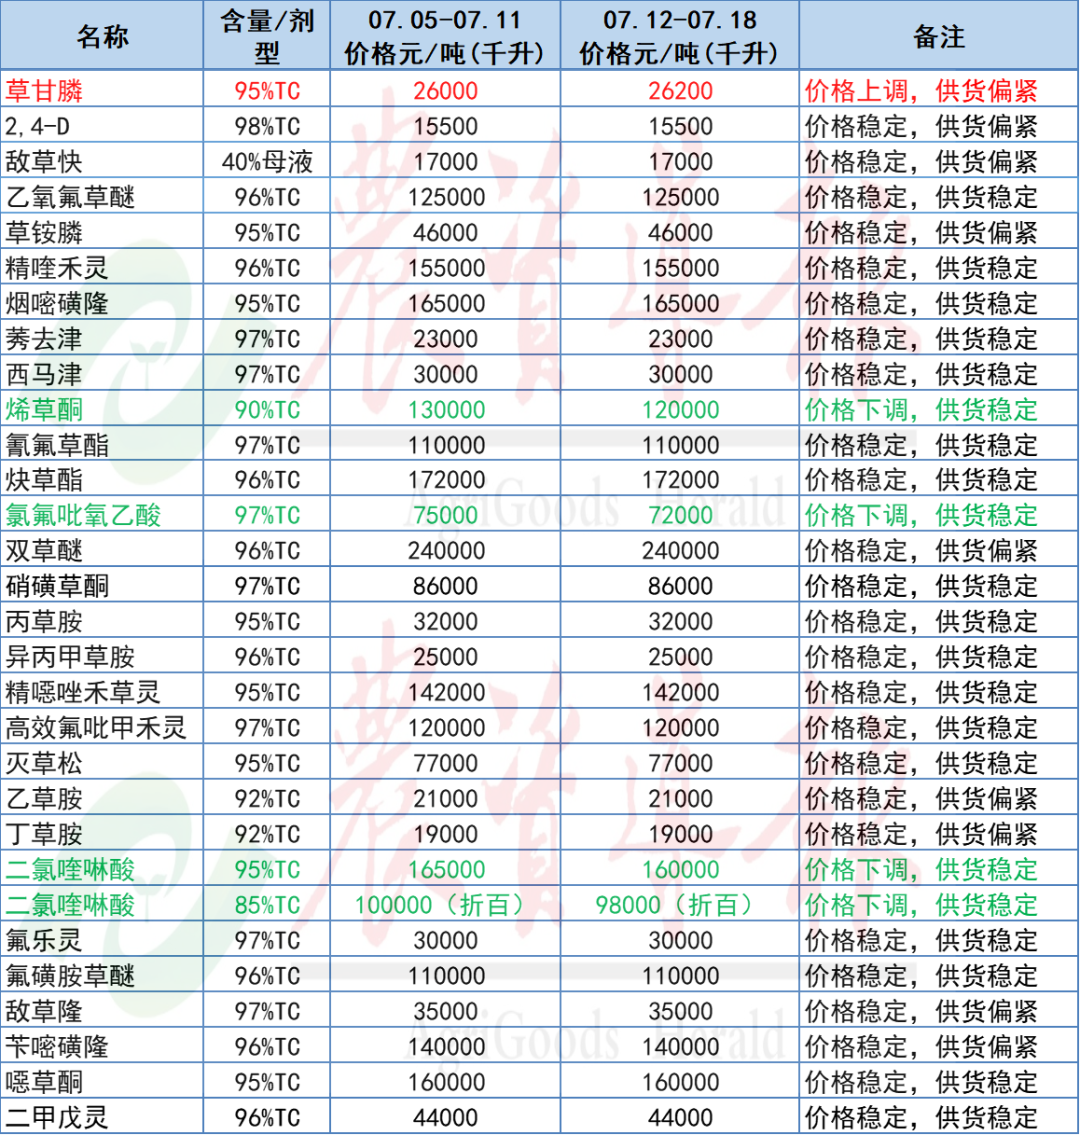 名称 含量/剂型 07.05-07.11 价格元/吨(千升) 07.12-07.18 价格元/吨(千升) 备注
草甘膦 95%TC 26000 26200 价格上调，供货偏紧
2,4-D 98%TC 15500 15500 价格稳定，供货偏紧
敌草快 40%母液 17000 17000 价格稳定，供货偏紧
乙氧氟草醚 96%TC 125000 125000 价格稳定，供货稳定
草铵膦 95%TC 46000 46000 价格稳定，供货偏紧
精喹禾灵 96%TC 155000 155000 价格稳定，供货稳定
烟嘧磺隆 95%TC 165000 165000 价格稳定，供货稳定
莠去津 97%TC 23000 23000 价格稳定，供货稳定
西马津 97%TC 30000 30000 价格稳定，供货稳定
烯草酮 90%TC 130000 120000 价格下调，供货稳定
氰氟草酯 97%TC 110000 110000 价格稳定，供货稳定
炔草酯 96%TC 172000 172000 价格稳定，供货稳定
氯氟吡氧乙酸 97%TC 75000 72000 价格下调，供货稳定
双草醚 96%TC 240000 240000 价格稳定，供货偏紧
硝磺草酮 97%TC 86000 86000 价格稳定，供货稳定
丙草胺 95%TC 32000 32000 价格稳定，供货稳定
异丙甲草胺 96%TC 25000 25000 价格稳定，供货稳定
精噁唑禾草灵 95%TC 142000 142000 价格稳定，供货稳定
高效氟吡甲禾灵 97%TC 120000 120000 价格稳定，供货稳定
灭草松 95%TC 77000 77000 价格稳定，供货稳定
乙草胺 92%TC 21000 21000 价格稳定，供货偏紧
丁草胺 92%TC 19000 19000 价格稳定，供货偏紧
二氯喹啉酸 95%TC 165000 160000 价格下调，供货稳定
二氯喹啉酸 85%TC 100000（折百） 98000（折百） 价格下调，供货稳定
氟乐灵 97%TC 30000 30000 价格稳定，供货稳定
氟磺胺草醚 96%TC 110000 110000 价格稳定，供货稳定
敌草隆 97%TC 35000 35000 价格稳定，供货偏紧
苄嘧磺隆 96%TC 140000 140000 价格稳定，供货偏紧
噁草酮 95%TC 160000 160000 价格稳定，供货稳定
二甲戊灵 96%TC 44000 44000 价格稳定，供货稳定
農資导报
AgriGoods Herald
農資导报
AgriGoods Herald